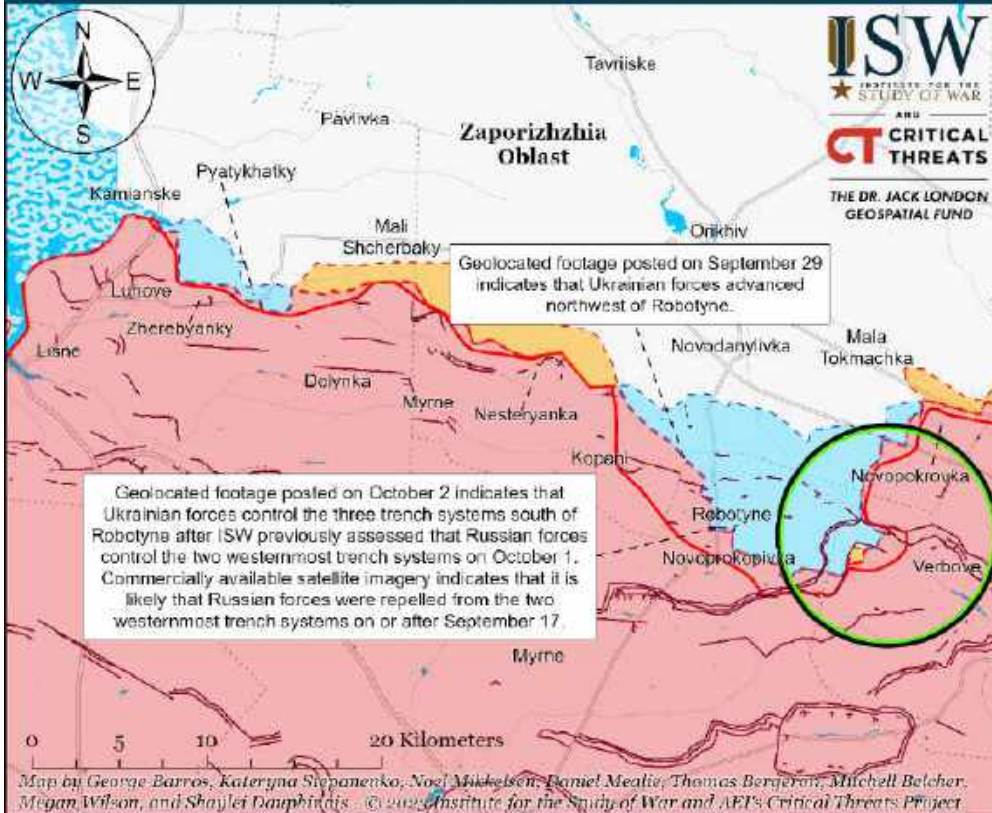 N
W E
S
Tavriiske
ISW
INSTITUTE FOR THE
STUDY OF WAR
AND
CT CRITICAL
THREATS
THE DR. JACK LONDON
GEOSPATIAL FUND
Pavlivka
Zaporizhzhia
Oblast
Pyatykhatky
Kamianske
Mali
Shcherbaky
Orikhiv
Geolocated footage posted on September 29
indicates that Ukrainian forces advanced
northwest of Robotyne.
Luhove
Zherebyanky
Lisne
Novodanylivka
Mala
Tokmachka
Dolynka
Myrne
Nesteryanka
Kopani
Novopokrovka
Geolocated footage posted on October 2 indicates that
Ukrainian forces control the three trench systems south of
Robotyne after ISW previously assessed that Russian forces
control the two westernmost trench systems on October 1.
Commercially available satellite imagery indicates that it is
likely that Russian forces were repelled from the two
westernmost trench systems on or after September 17.
Robotyne
Novoprokopivka
Verbove
Myrne
0 5 10 20 Kilometers
Map by George Barros, Kateryna Stepanenko, Noel Mikkelsen, Daniel Mealie, Thomas Bergeron, Mitchell Belcher,
Megan Wilson, and Shaylei Dauphinais © 2023 Institute for the Study of War and AEI's Critical Threats Project